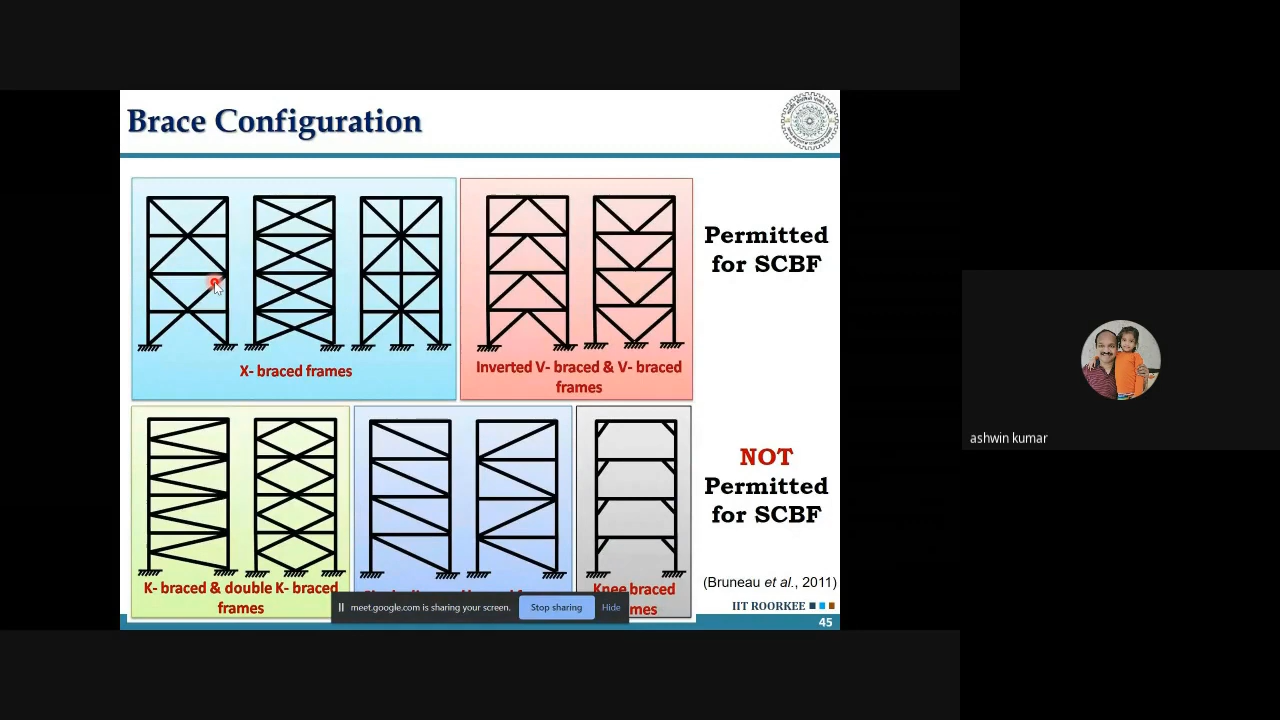 Brace Configuration
X- braced frames
Inverted V- braced & V- braced
frames
Permitted
for SCBF
K- braced & double K- braced
frames
Knee braced
mes
NOT
Permitted
for SCBF
(Bruneau et al., 2011)
IIT ROORKEE
45
meet.google.com is sharing your screen.
Stop sharing
Hide
ashwin kumar